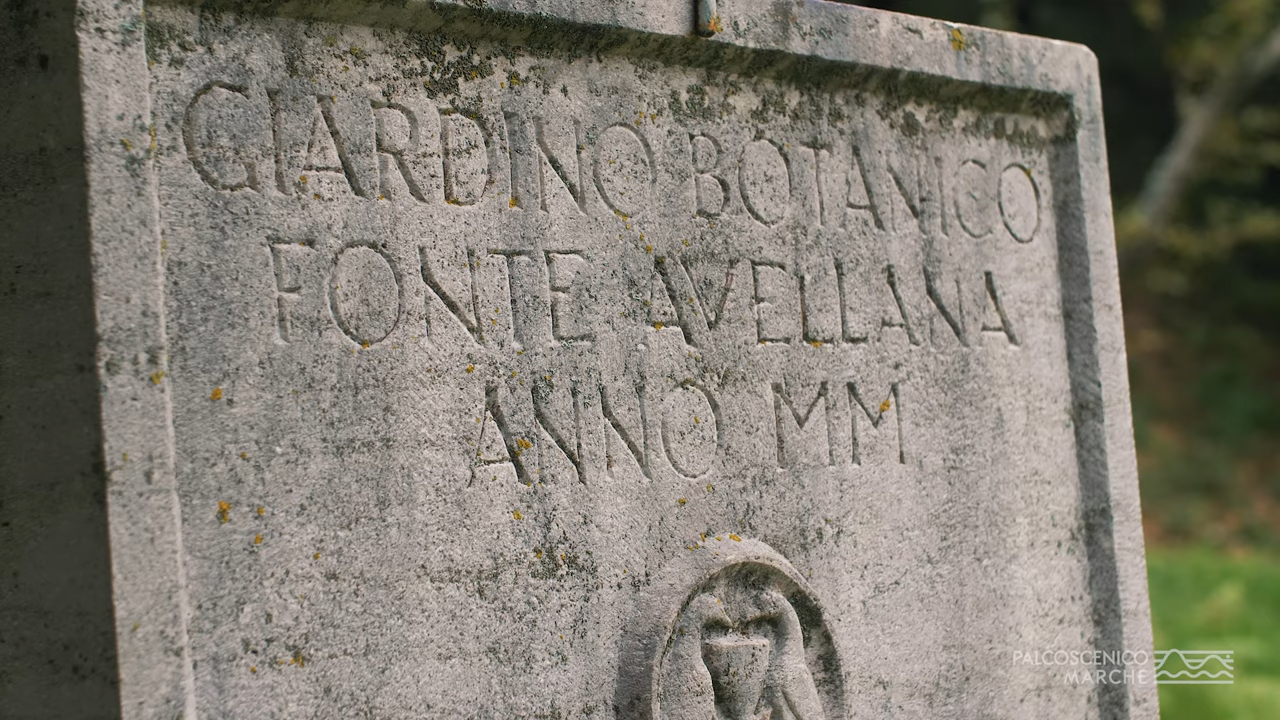 GIARDINO BOTANICO
FONTE AVELLANA
ANNO MM
PALCOSCENICO
MARCHE